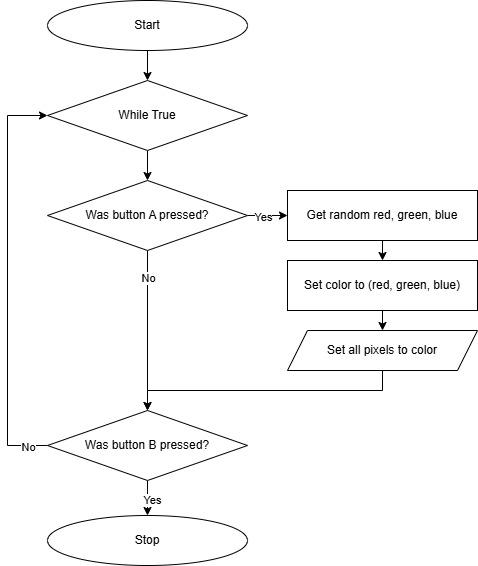 Start
While True
Was button A pressed?
Yes
Get random red, green, blue
Set color to (red, green, blue)
Set all pixels to color
No
Was button B pressed?
No
Yes
Stop